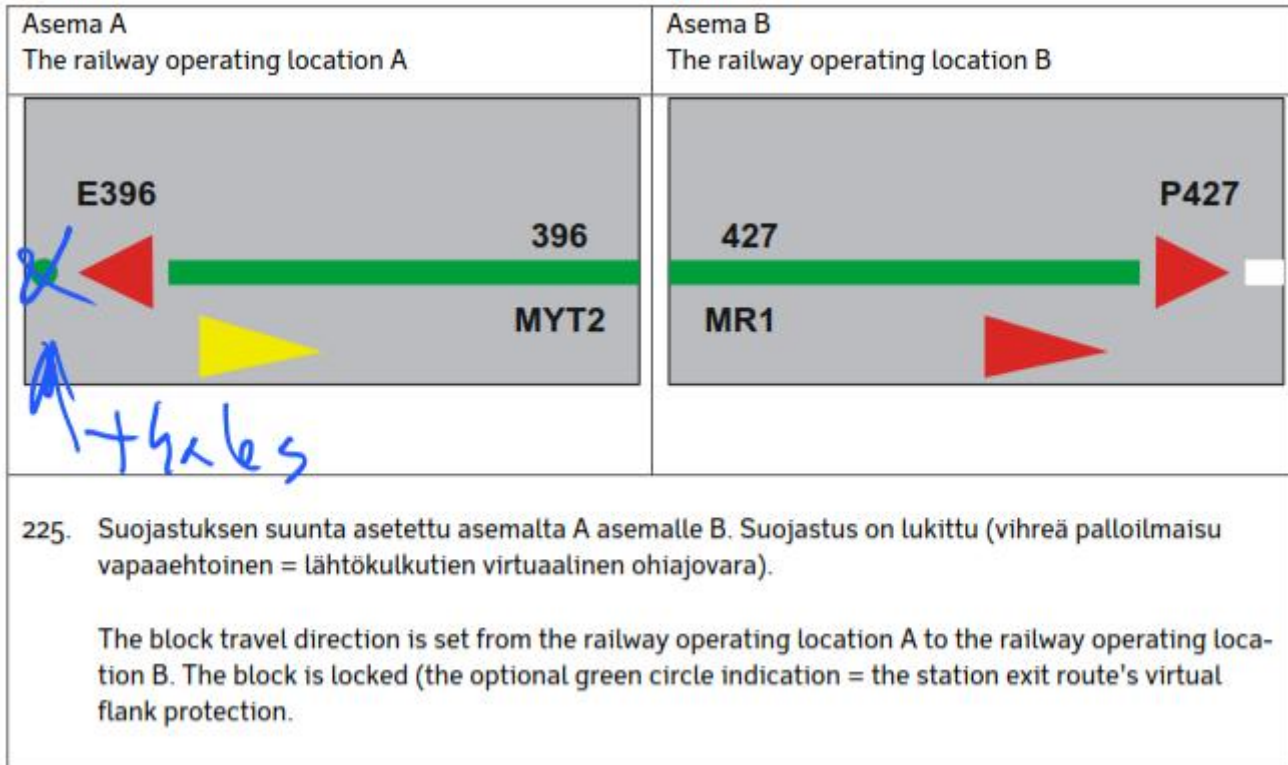 Asema A
The railway operating location A
Asema B
The railway operating location B
E396
396
MYT2
427
MR1
P427
thales
225. Suojastuksen suunta asetettu asemalta A asemalle B. Suojastus on lukittu (vihreä palloilmaisu
vapaaehtoinen = lähtökulkutien virtuaalinen ohiajovara).
The block travel direction is set from the railway operating location A to the railway operating loca-
tion B. The block is locked (the optional green circle indication = the station exit route's virtual
flank protection.